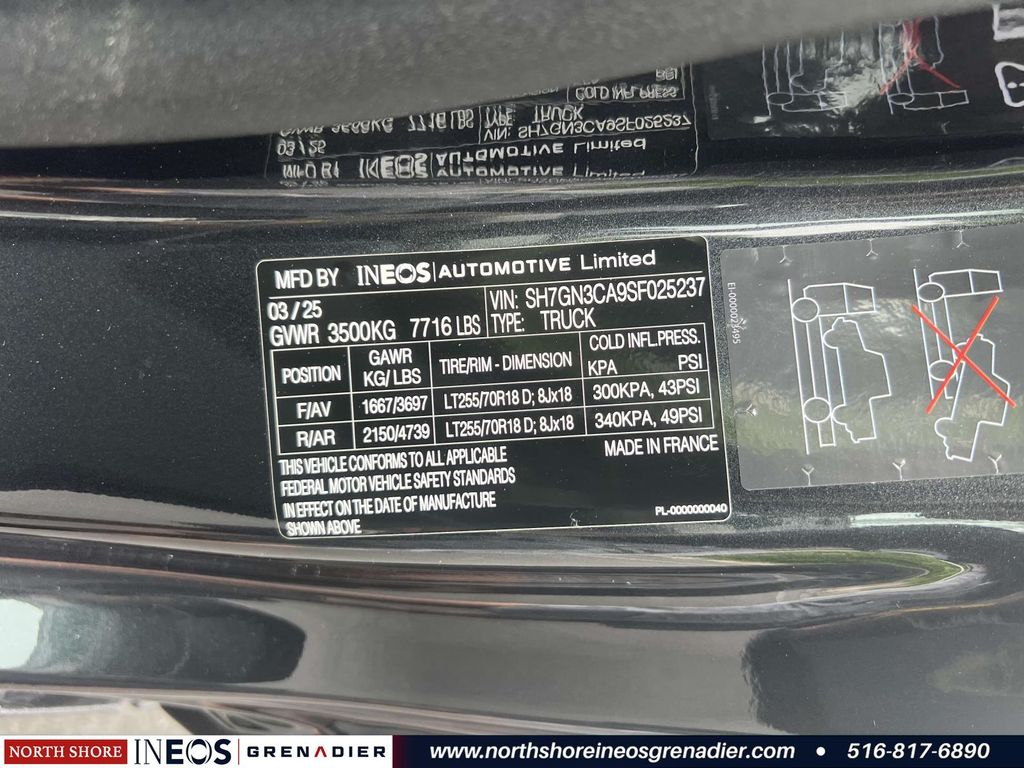 MFD BY INEOS | AUTOMOTIVE Limited
03 / 25
GVWR 3500KG 7716 LBS
VIN: SH7GN3CA9SF025237
TYPE: TRUCK
POSITION GAWR KG/ LBS TIRE/RIM - DIMENSION COLD INFL.PRESS. KPA PSI
F/AV 1667/3697 LT255/70R18 D; 8Jx18 300KPA, 43PSI
R/AR 2150/4739 LT255/70R18 D; 8Jx18 340KPA, 49PSI
THIS VEHICLE CONFORMS TO ALL APPLICABLE
FEDERAL MOTOR VEHICLE SAFETY STANDARDS
IN EFFECT ON THE DATE OF MANUFACTURE
SHOWN ABOVE
MADE IN FRANCE
PL-0000000040
NORTH SHORE INEOS GRENADIER www.northshoreineosgrenadier.com • 516-817-6890